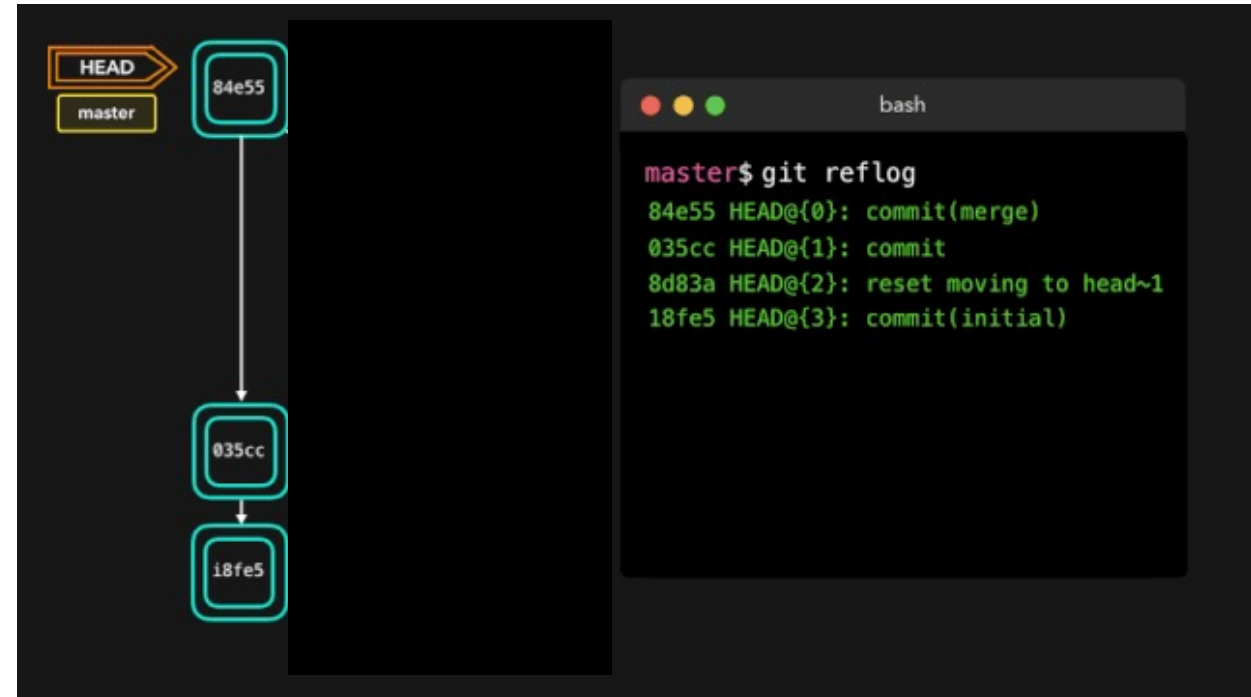 HEAD
master
84e55
035cc
i8fe5
bash
master$ git reflog
84e55 HEAD@{0}: commit(merge)
035cc HEAD@{1}: commit
8d83a HEAD@{2}: reset moving to head~1
18fe5 HEAD@{3}: commit(initial)